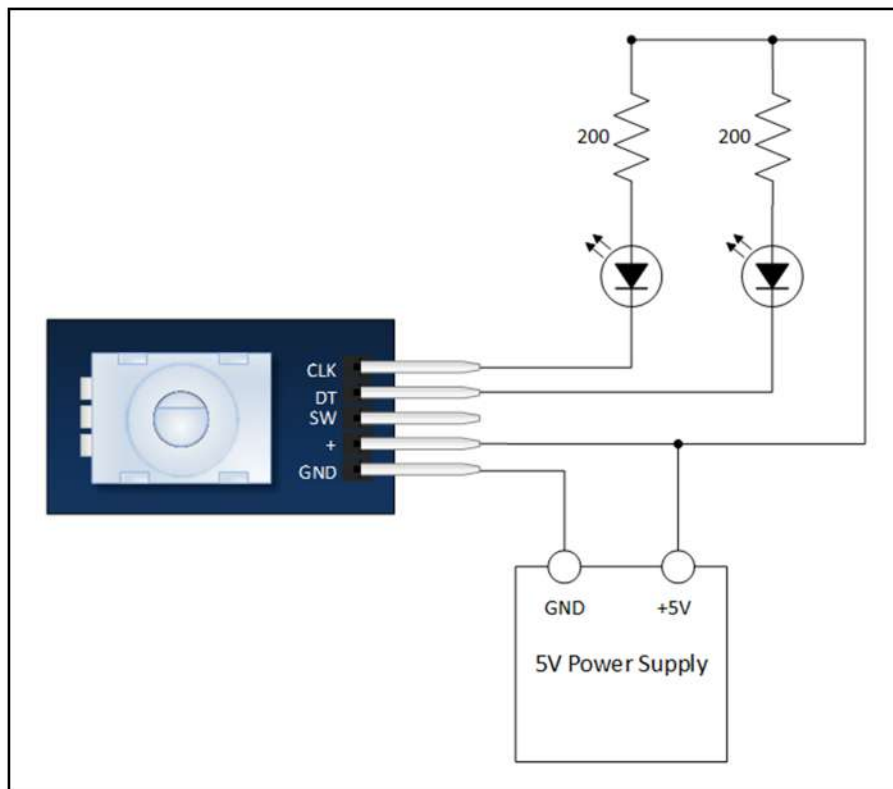 200
200
CLK
DT
SW
+
GND
GND
+5V
5V Power Supply